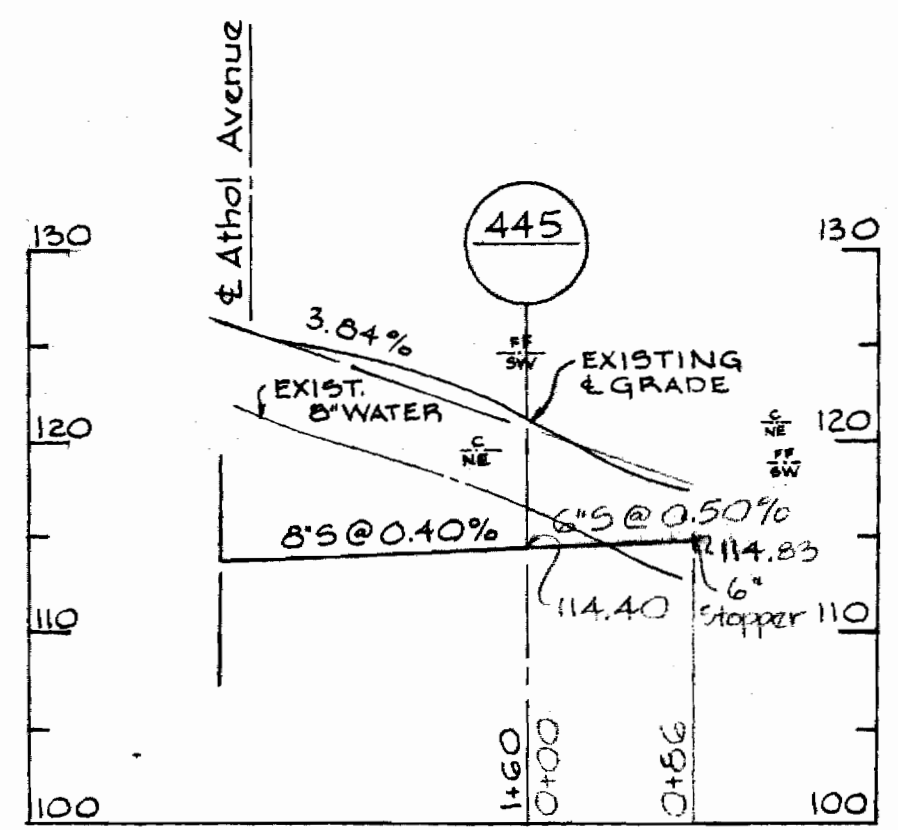 ℄ Athol Avenue
130
445
130
3.84%
FF
SW
EXISTING
℄ GRADE
EXIST.
8"WATER
120
C
NE
C
NE
120
FF
SW
8"S @ 0.40%
6"S @ 0.50%
114.83
114.40
6"
Stopper
110
110
1+60
0+00
0+86
100
100